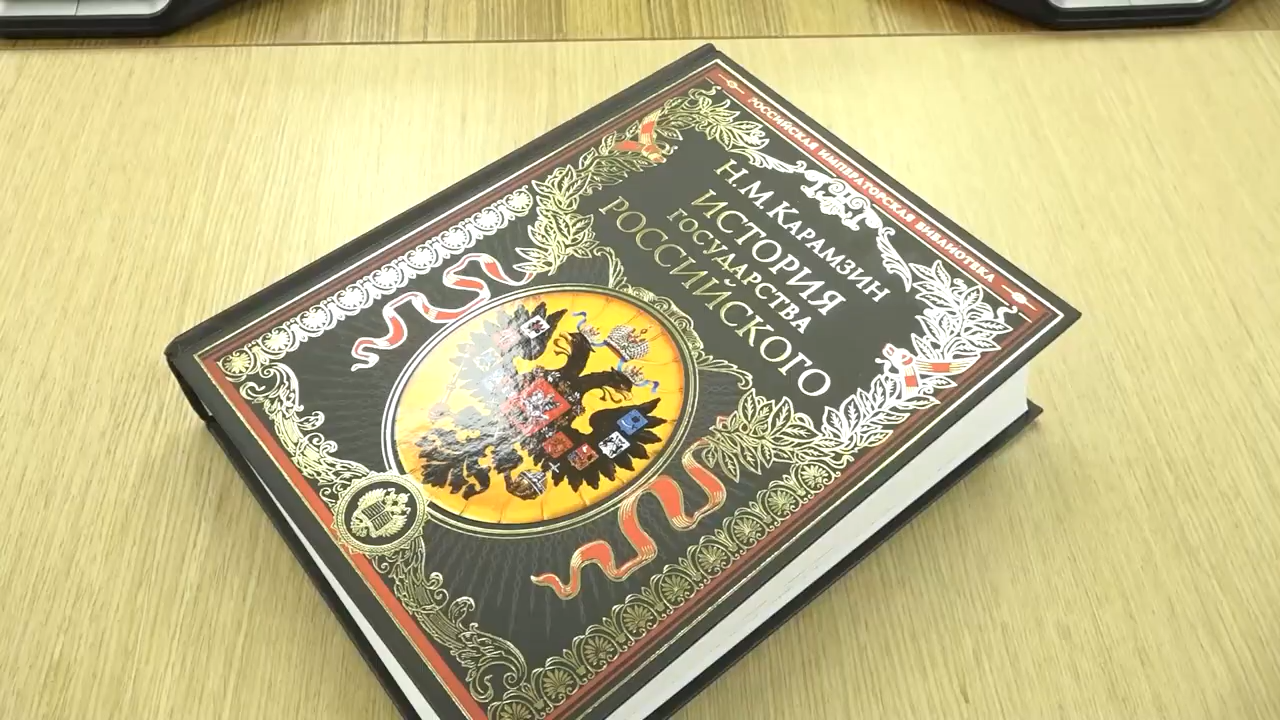 РОССИЙСКАЯ ИМПЕРАТОРСКАЯ БИБЛИОТЕКА
Н.М. КАРАМЗИН
ИСТОРИЯ
ГОСУДАРСТВА
РОССИЙСКОГО